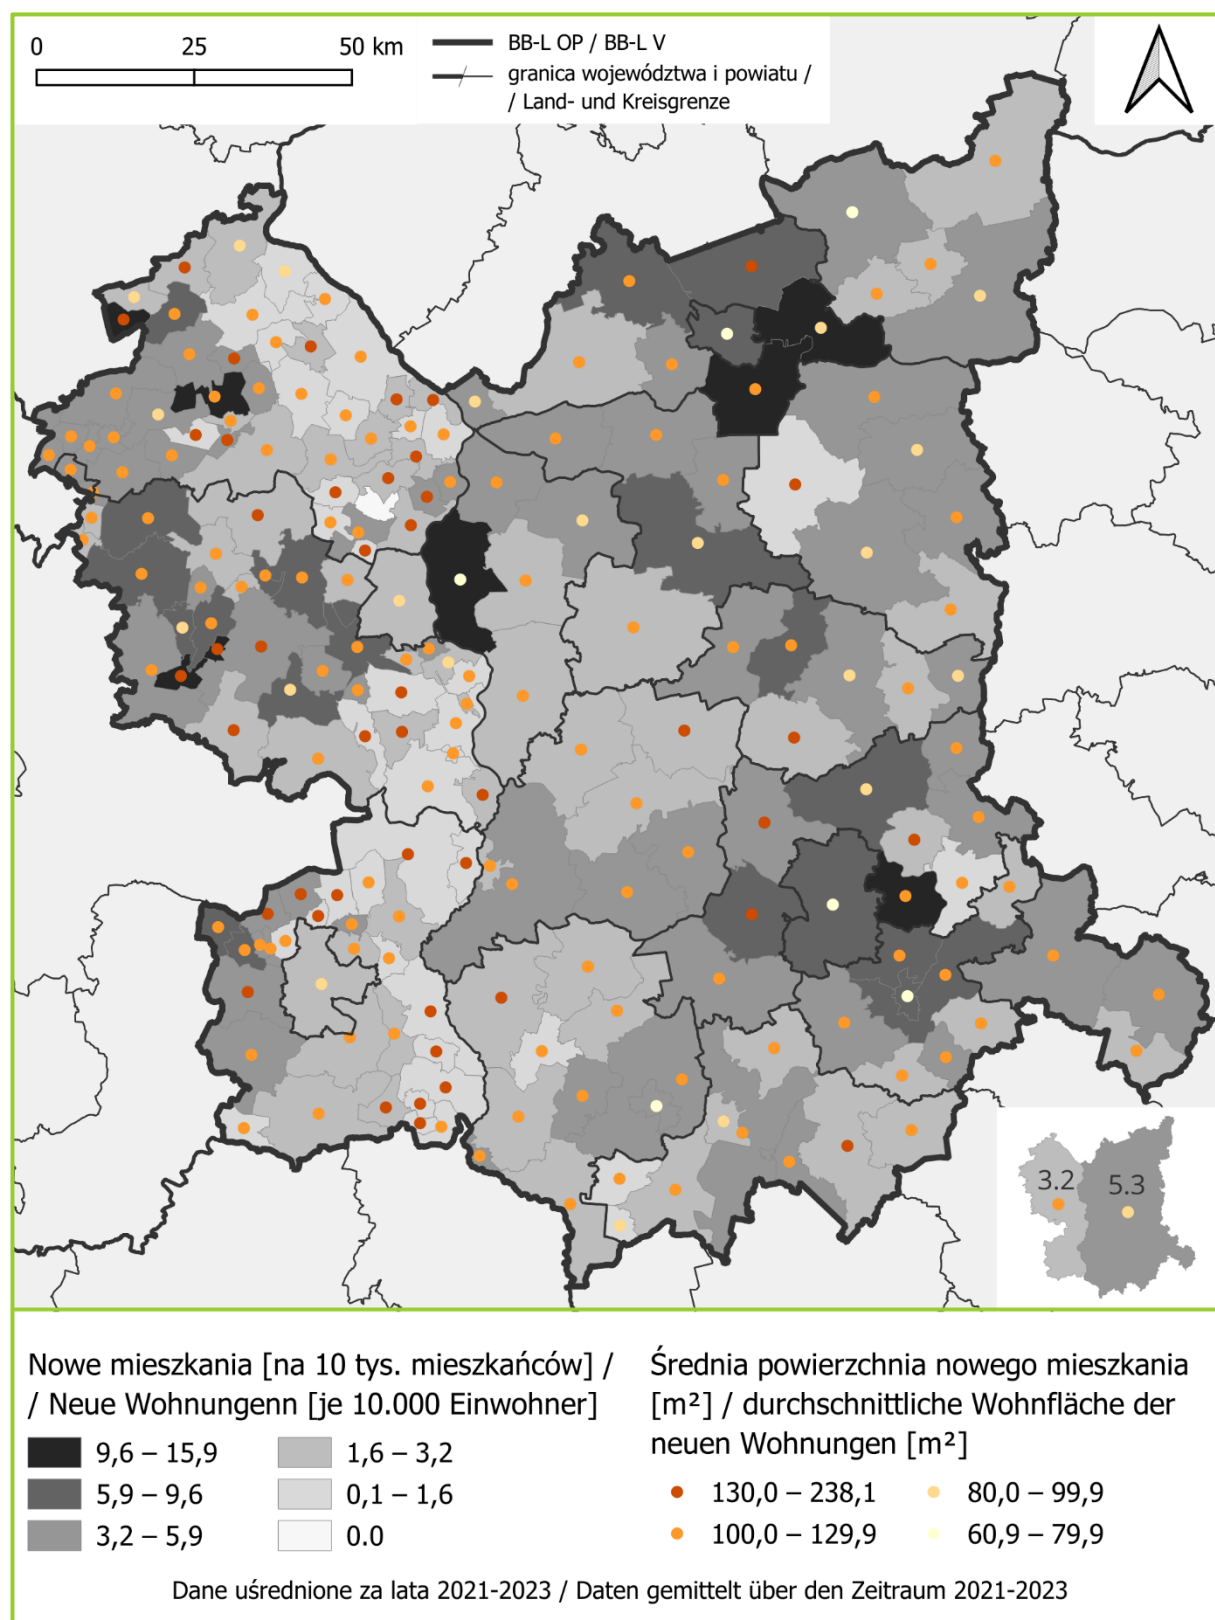 0 25 50 km
BB-L OP / BB-L V
granica województwa i powiatu /
/ Land- und Kreisgrenze
3.2 5.3
Nowe mieszkania [na 10 tys. mieszkańców] /
/ Neue Wohnungenn [je 10.000 Einwohner]
9,6 – 15,9
5,9 – 9,6
3,2 – 5,9
1,6 – 3,2
0,1 – 1,6
0.0
Średnia powierzchnia nowego mieszkania
[m²] / durchschnittliche Wohnfläche der
neuen Wohnungen [m²]
130,0 – 238,1
100,0 – 129,9
80,0 – 99,9
60,9 – 79,9
Dane uśrednione za lata 2021-2023 / Daten gemittelt über den Zeitraum 2021-2023